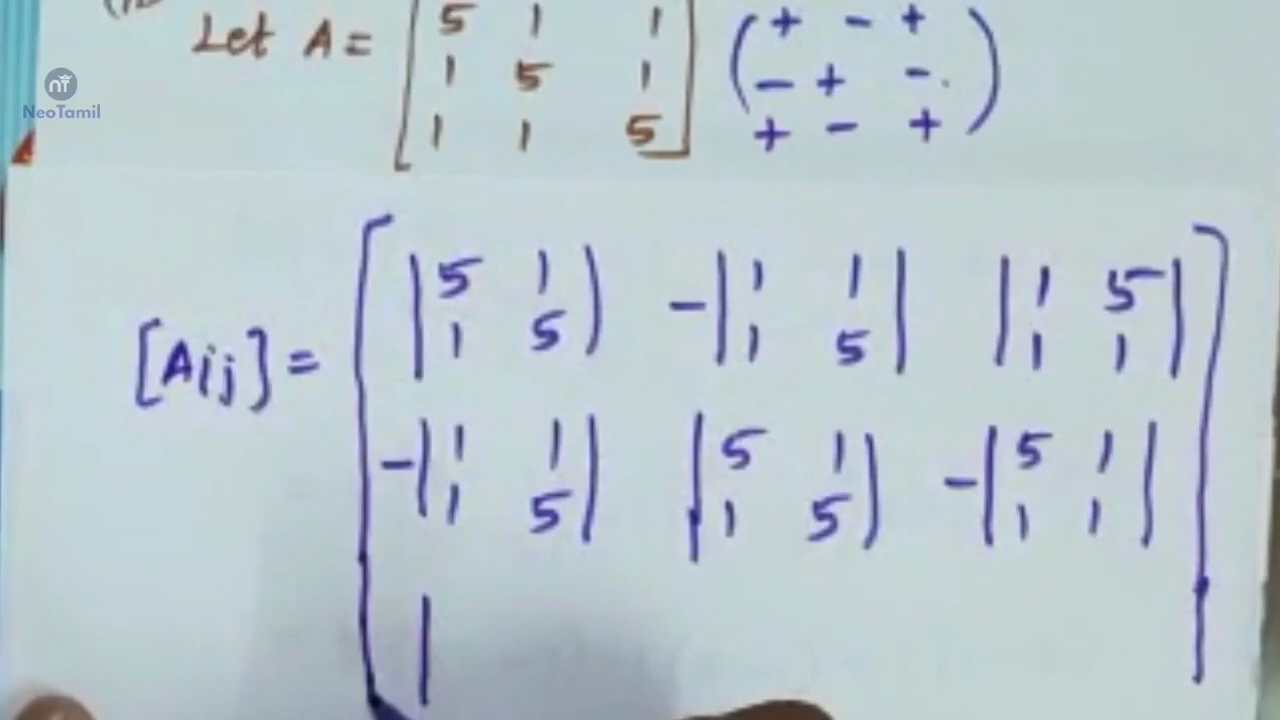 Let A = [ 5 1 1 ( + - +
1 5 1 - + -
1 1 5 ] + - + )
NeoTamil
[Aij] = [ |5 1 -|1 1 |1 5
1 5| 1 5| 1 1|
-|1 1 |5 1 -|5 1
1 5| 1 5| 1 1|
| ]